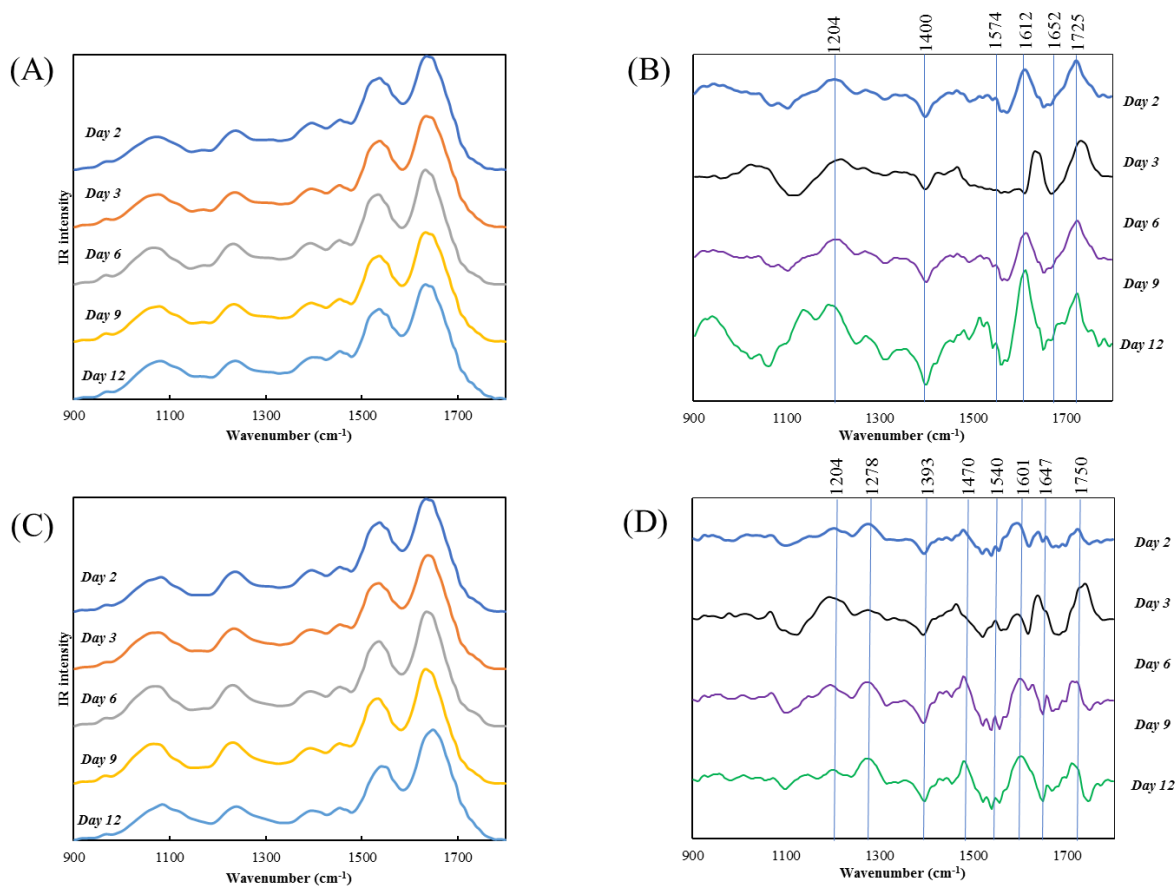 (A)
IR intensity
Day 2
Day 3
Day 6
Day 9
Day 12
900 1100 1300 1500 1700
Wavenumber (cm-1)
(B)
1204 1400 1574 1612 1652 1725
Day 2
Day 3
Day 6
Day 9
Day 12
900 1100 1300 1500 1700
Wavenumber (cm-1)
(C)
IR intensity
Day 2
Day 3
Day 6
Day 9
Day 12
900 1100 1300 1500 1700
Wavenumber (cm-1)
(D)
1204 1278 1393 1470 1540 1601 1647 1750
Day 2
Day 3
Day 6
Day 9
Day 12
900 1100 1300 1500 1700
Wavenumber (cm-1)